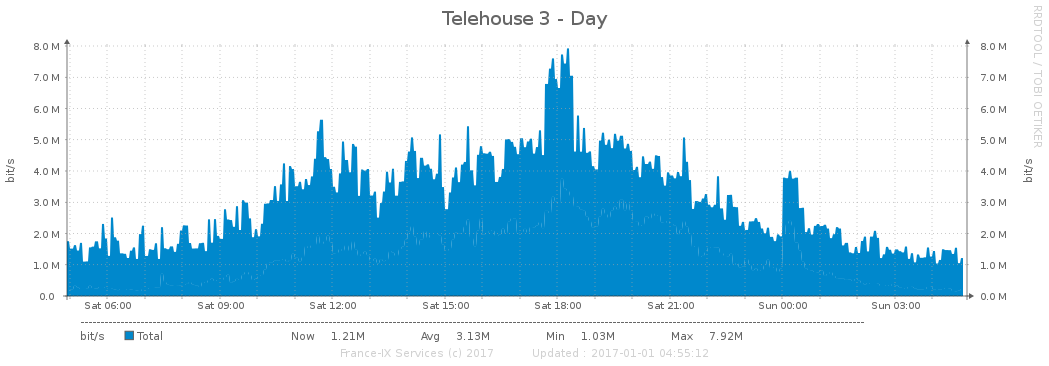 Telehouse 3 - Day
RRDTOOL / TOBI OETIKER
8.0 M 8.0 M
7.0 M 7.0 M
6.0 M 6.0 M
5.0 M 5.0 M
4.0 M 4.0 M
3.0 M 3.0 M
2.0 M 2.0 M
1.0 M 1.0 M
0.0 0.0 M
bit/s bit/s
Sat 06:00 Sat 09:00 Sat 12:00 Sat 15:00 Sat 18:00 Sat 21:00 Sun 00:00 Sun 03:00
bit/s Total Now 1.21M Avg 3.13M Min 1.03M Max 7.92M
France-IX Services (c) 2017 Updated : 2017-01-01 04:55:12